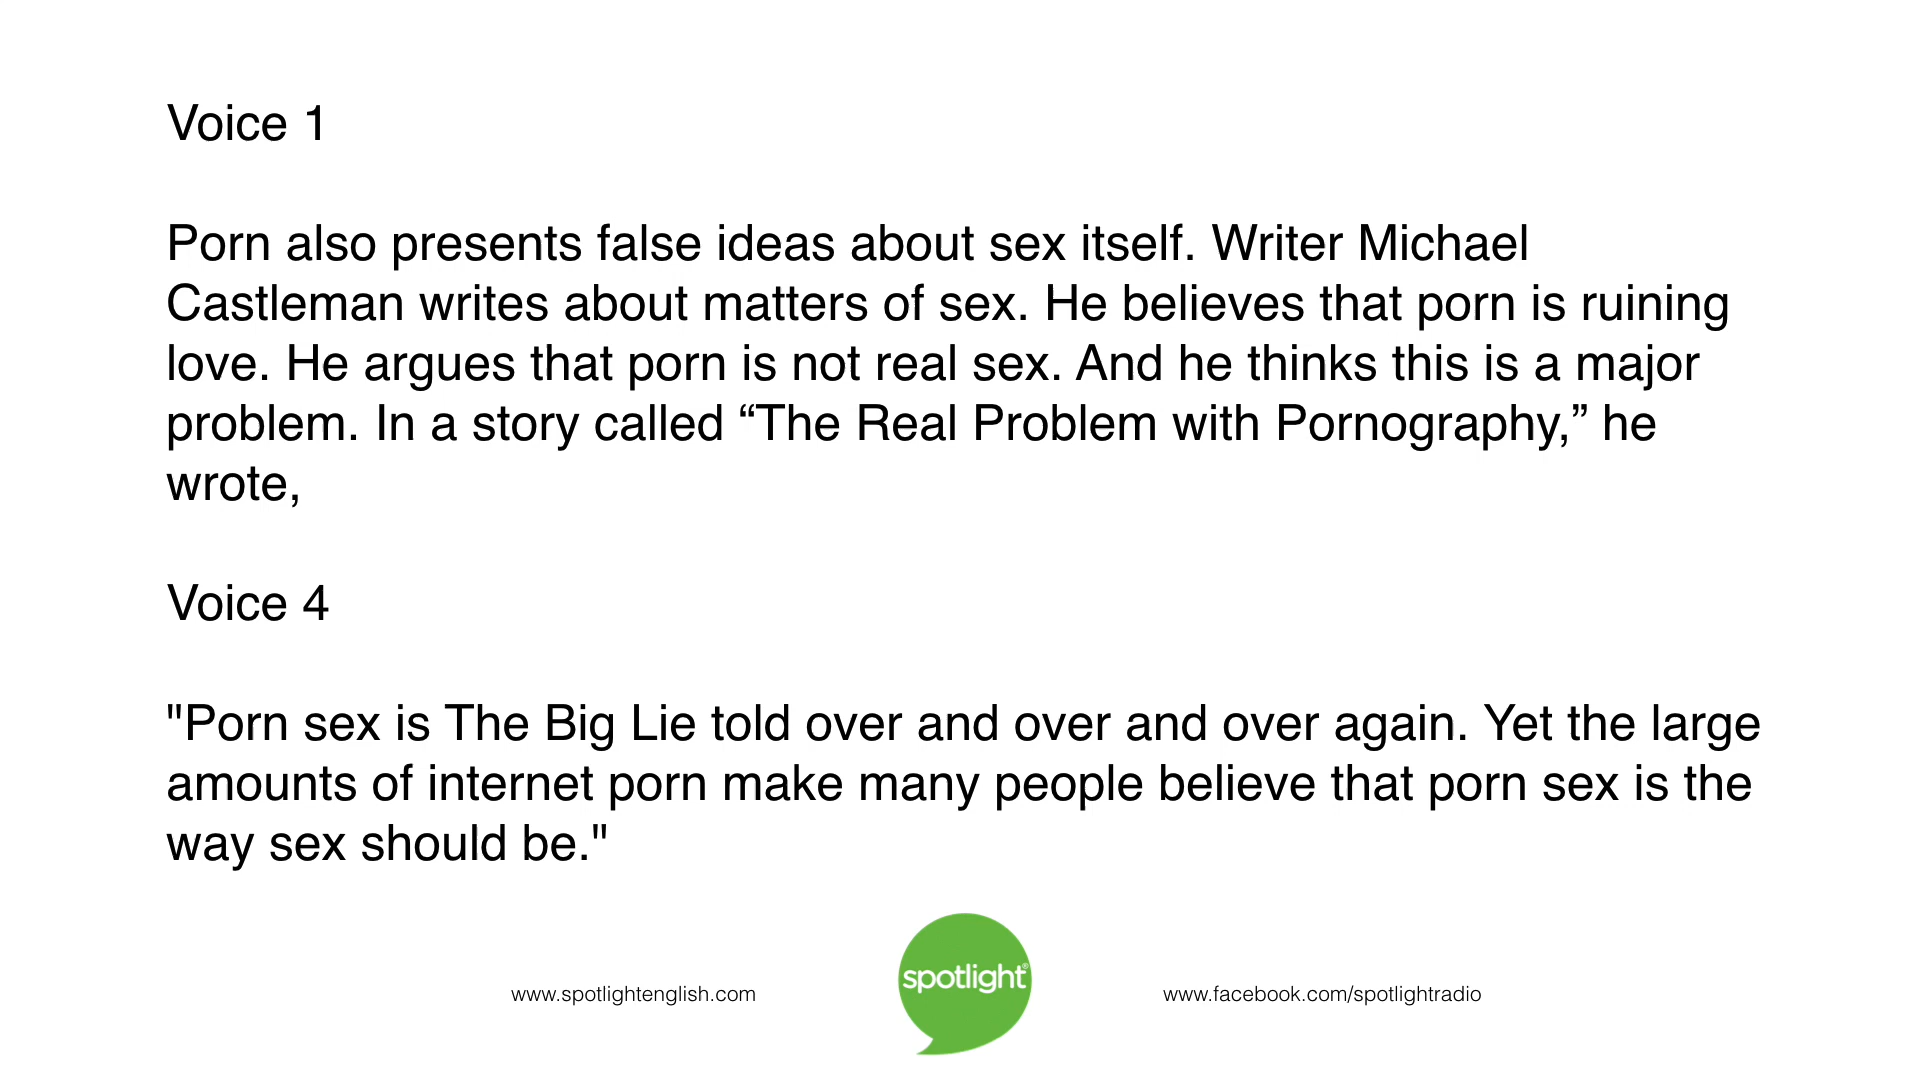 Voice 1
Porn also presents false ideas about sex itself. Writer Michael
Castleman writes about matters of sex. He believes that porn is ruining
love. He argues that porn is not real sex. And he thinks this is a major
problem. In a story called “The Real Problem with Pornography,” he
wrote,
Voice 4
"Porn sex is The Big Lie told over and over and over again. Yet the large
amounts of internet porn make many people believe that porn sex is the
way sex should be."
www.spotlightenglish.com
spotlight®
www.facebook.com/spotlightradio